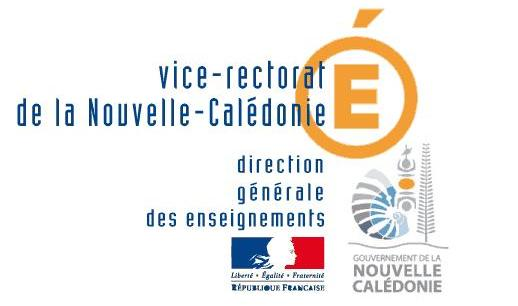 vice-rectorat
de la Nouvelle-Calédonie
É
direction
générale
des enseignements
Liberté • Égalité • Fraternité
RÉPUBLIQUE FRANÇAISE
GOUVERNEMENT DE LA
NOUVELLE
CALÉDONIE